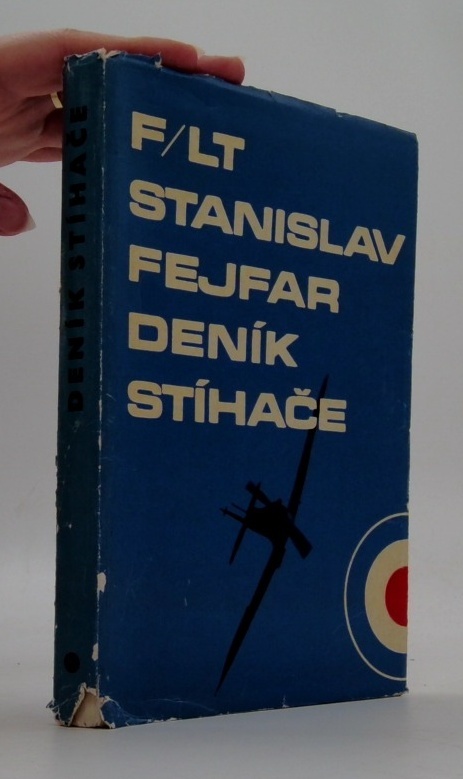 F/LT
STANISLAV
FEJFAR
DENÍK
STÍHAČE
DENÍK STÍHAČE